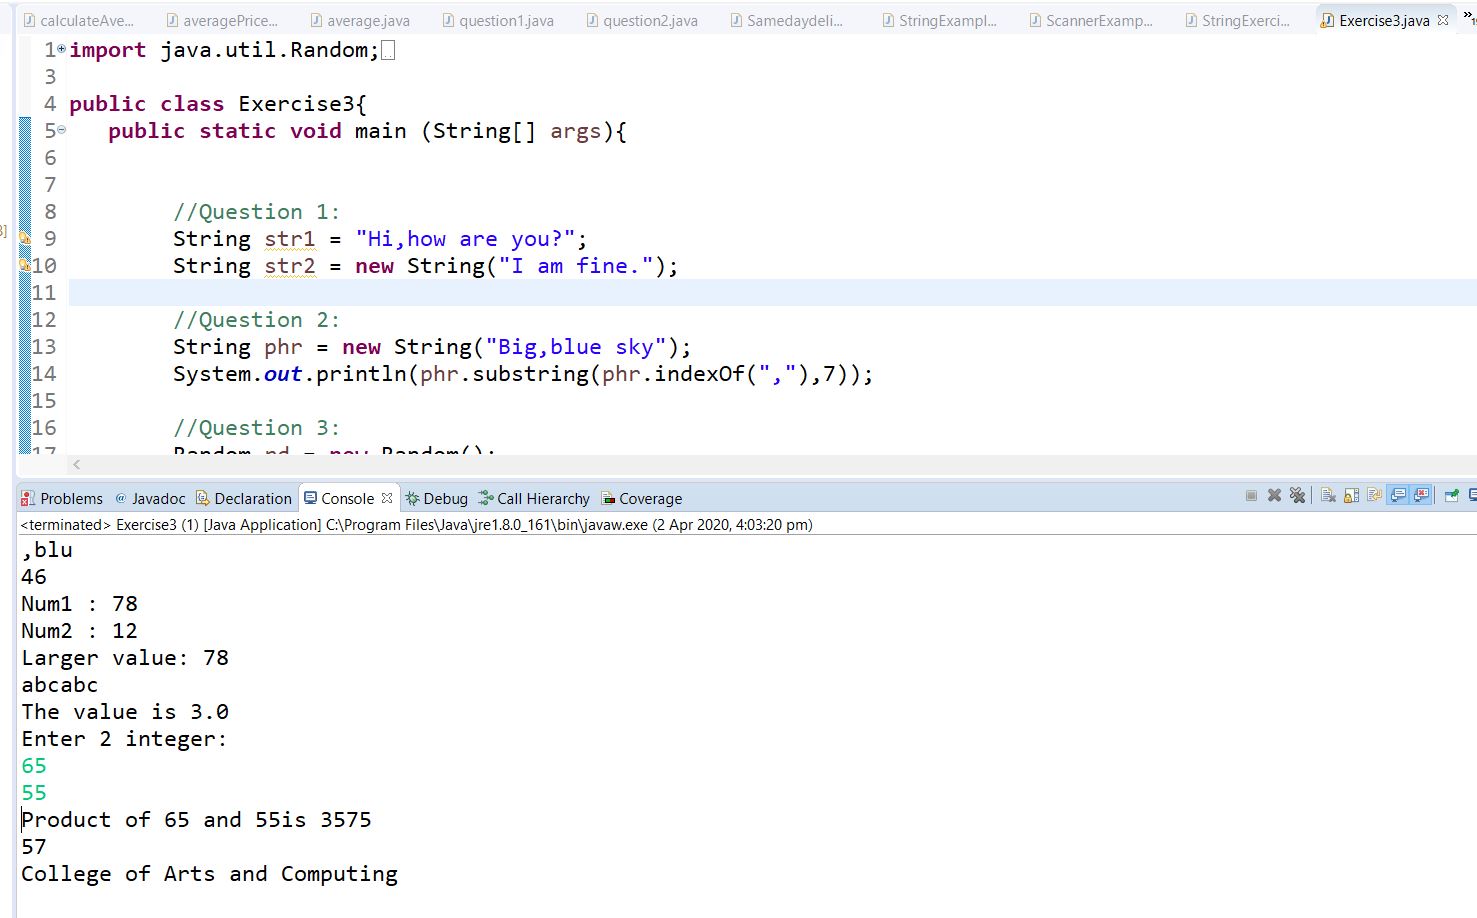 calculateAve... averagePrice... average.java question1.java question2.java Samedaydeli... StringExampl... ScannerExamp... StringExerci... Exercise3.java
1 import java.util.Random;
3
4 public class Exercise3{
5 public static void main (String[] args){
6
7
8 //Question 1:
9 String str1 = "Hi,how are you?";
10 String str2 = new String("I am fine.");
11
12 //Question 2:
13 String phr = new String("Big,blue sky");
14 System.out.println(phr.substring(phr.indexOf(","),7));
15
16 //Question 3:
17 Random rd = new Random();
Problems @ Javadoc Declaration Console Debug Call Hierarchy Coverage
<terminated> Exercise3 (1) [Java Application] C:\Program Files\Java\jre1.8.0_161\bin\javaw.exe (2 Apr 2020, 4:03:20 pm)
,blu
46
Num1 : 78
Num2 : 12
Larger value: 78
abcabc
The value is 3.0
Enter 2 integer:
65
55
Product of 65 and 55is 3575
57
College of Arts and Computing